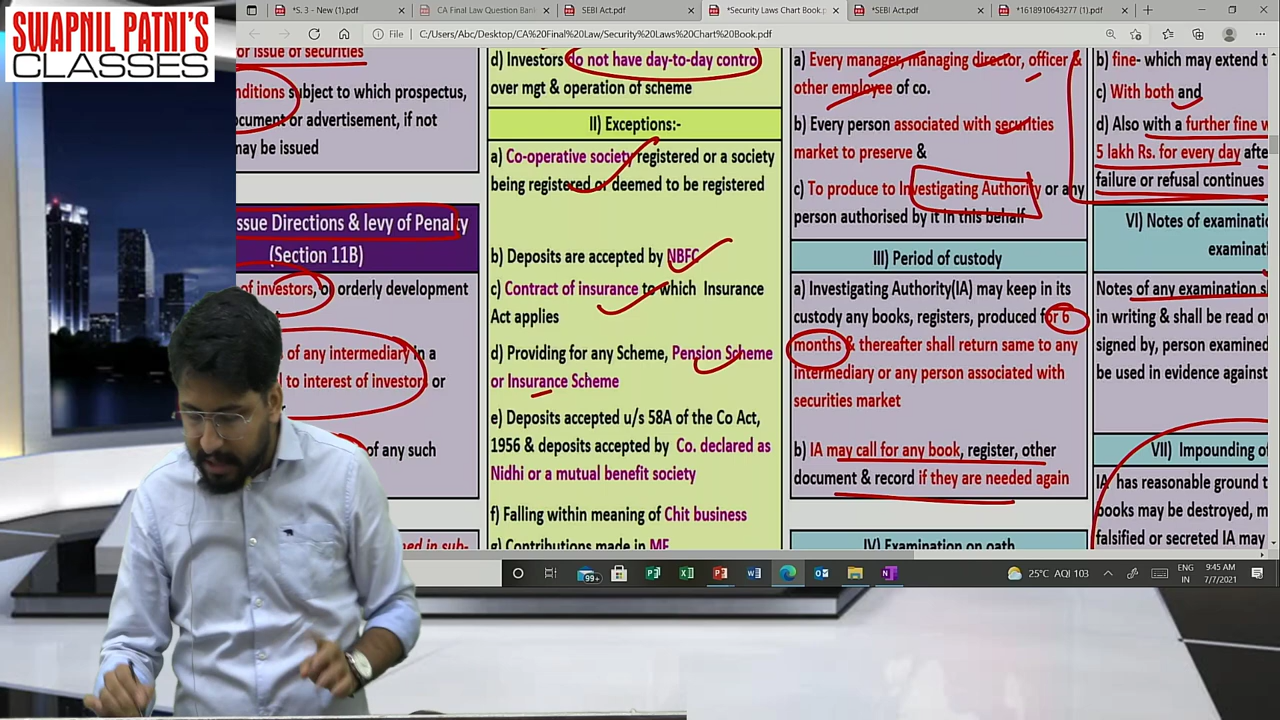 SWAPNIL PATNI'S
CLASSES
*S. 3 - New (1).pdf
CA Final Law Question Ban
SEBI Act.pdf
*Security Laws Chart Book.p
*SEBI Act.pdf
*1618910643277 (1).pdf
File
C:/Users/Abc/Desktop/CA%20Final%20Law/Security%20Laws%20Chart%20Book.pdf
or issue of securities
nditions subject to which prospectus,
ocument or advertisement, if not
may be issued
ssue Directions & levy of Penalty
(Section 11B)
of investors, or orderly development
of any intermediary in a
l to interest of investors or
of any such
ned in sub-
d) Investors do not have day-to-day control
over mgt & operation of scheme
II) Exceptions:-
a) Co-operative society registered or a society
being registered or deemed to be registered
b) Deposits are accepted by NBFC
c) Contract of insurance to which Insurance
Act applies
d) Providing for any Scheme, Pension Scheme
or Insurance Scheme
e) Deposits accepted u/s 58A of the Co Act,
1956 & deposits accepted by Co. declared as
Nidhi or a mutual benefit society
f) Falling within meaning of Chit business
g) Contributions made in MF
a) Every manager, managing director, officer &
other employee of co.
b) Every person associated with securities
market to preserve &
c) To produce to Investigating Authority or any
person authorised by it in this behalf
III) Period of custody
a) Investigating Authority(IA) may keep in its
custody any books, registers, produced for 6
months & thereafter shall return same to any
intermediary or any person associated with
securities market
b) IA may call for any book, register, other
document & record if they are needed again
IV) Examination on oath
b) fine- which may extend t
c) With both and
d) Also with a further fine w
5 lakh Rs. for every day afte
failure or refusal continues
VI) Notes of examinatio
examinati
Notes of any examination s
in writing & shall be read ov
signed by, person examined
be used in evidence against
VII) Impounding of
IA has reasonable ground t
books may be destroyed, m
falsified or secreted IA may
99+
25°C AQI 103
ENG
IN
9:45 AM
7/7/2021